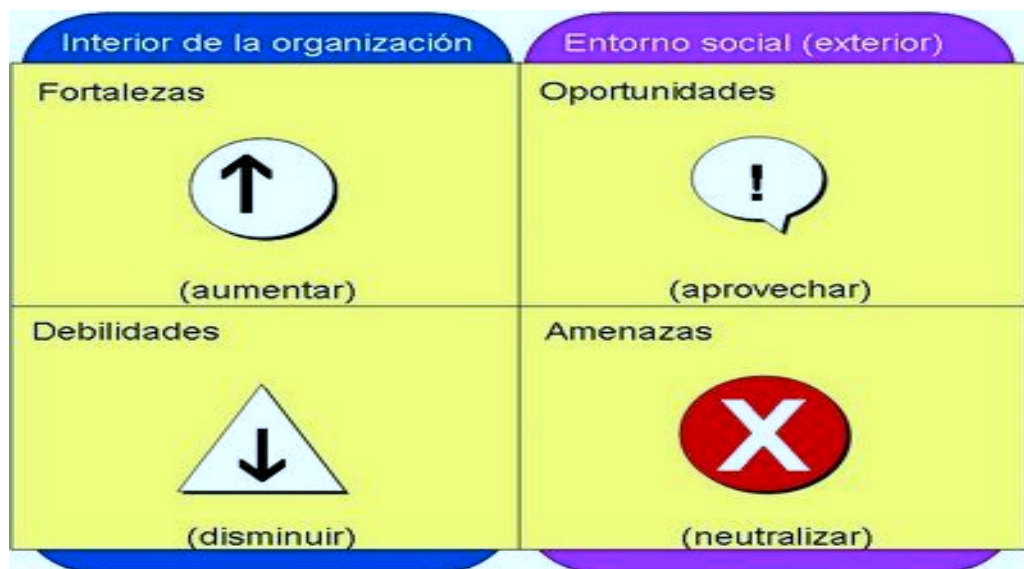 Interior de la organización
Entorno social (exterior)
Fortalezas
(aumentar)
Oportunidades
!
(aprovechar)
Debilidades
(disminuir)
Amenazas
X
(neutralizar)